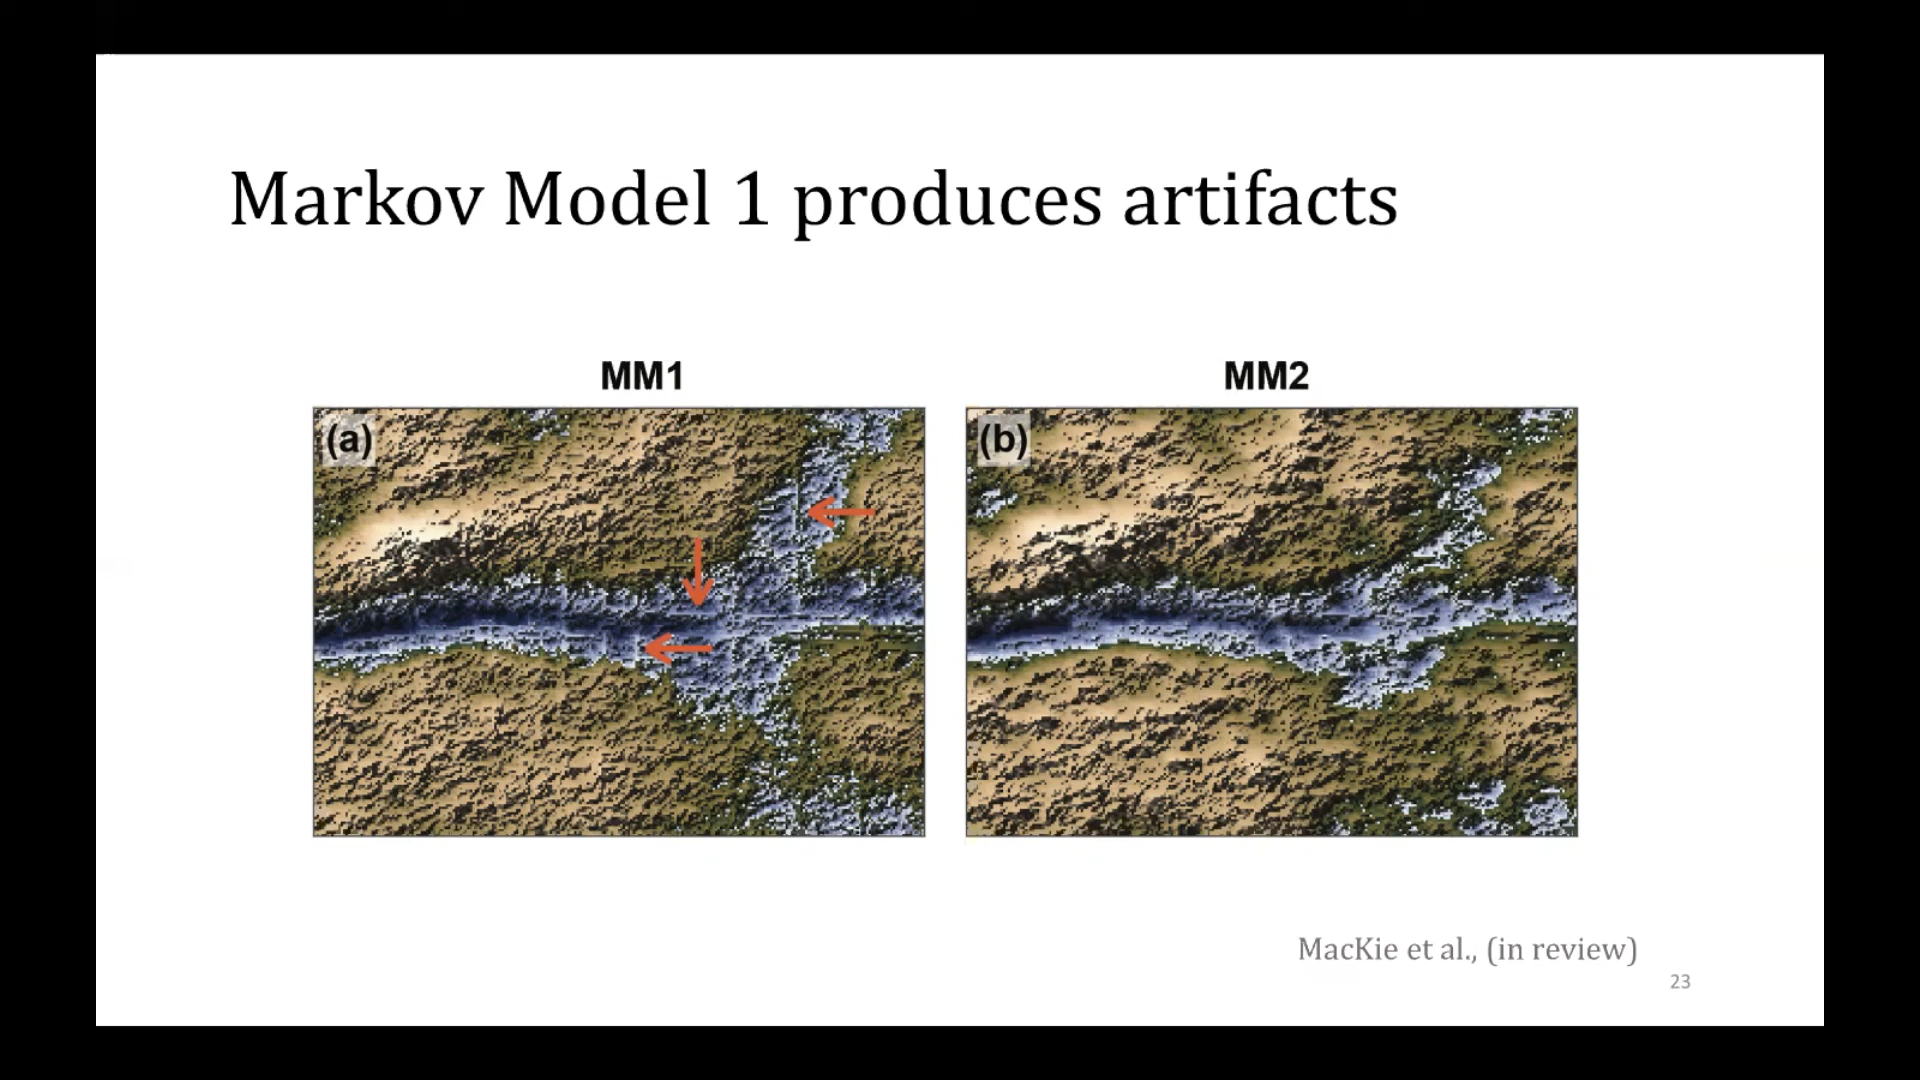 Markov Model 1 produces artifacts
MM1
MM2
(a)
(b)
MacKie et al., (in review)
23